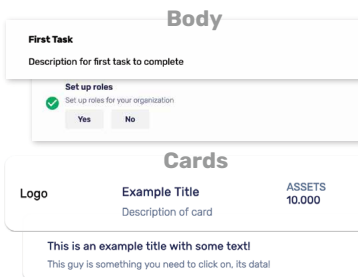 Body
First Task
Description for first task to complete
Set up roles
Set up roles for your organization
Yes No
Cards
Logo
Example Title
Description of card
ASSETS
10.000
This is an example title with some text!
This guy is something you need to click on, its data!